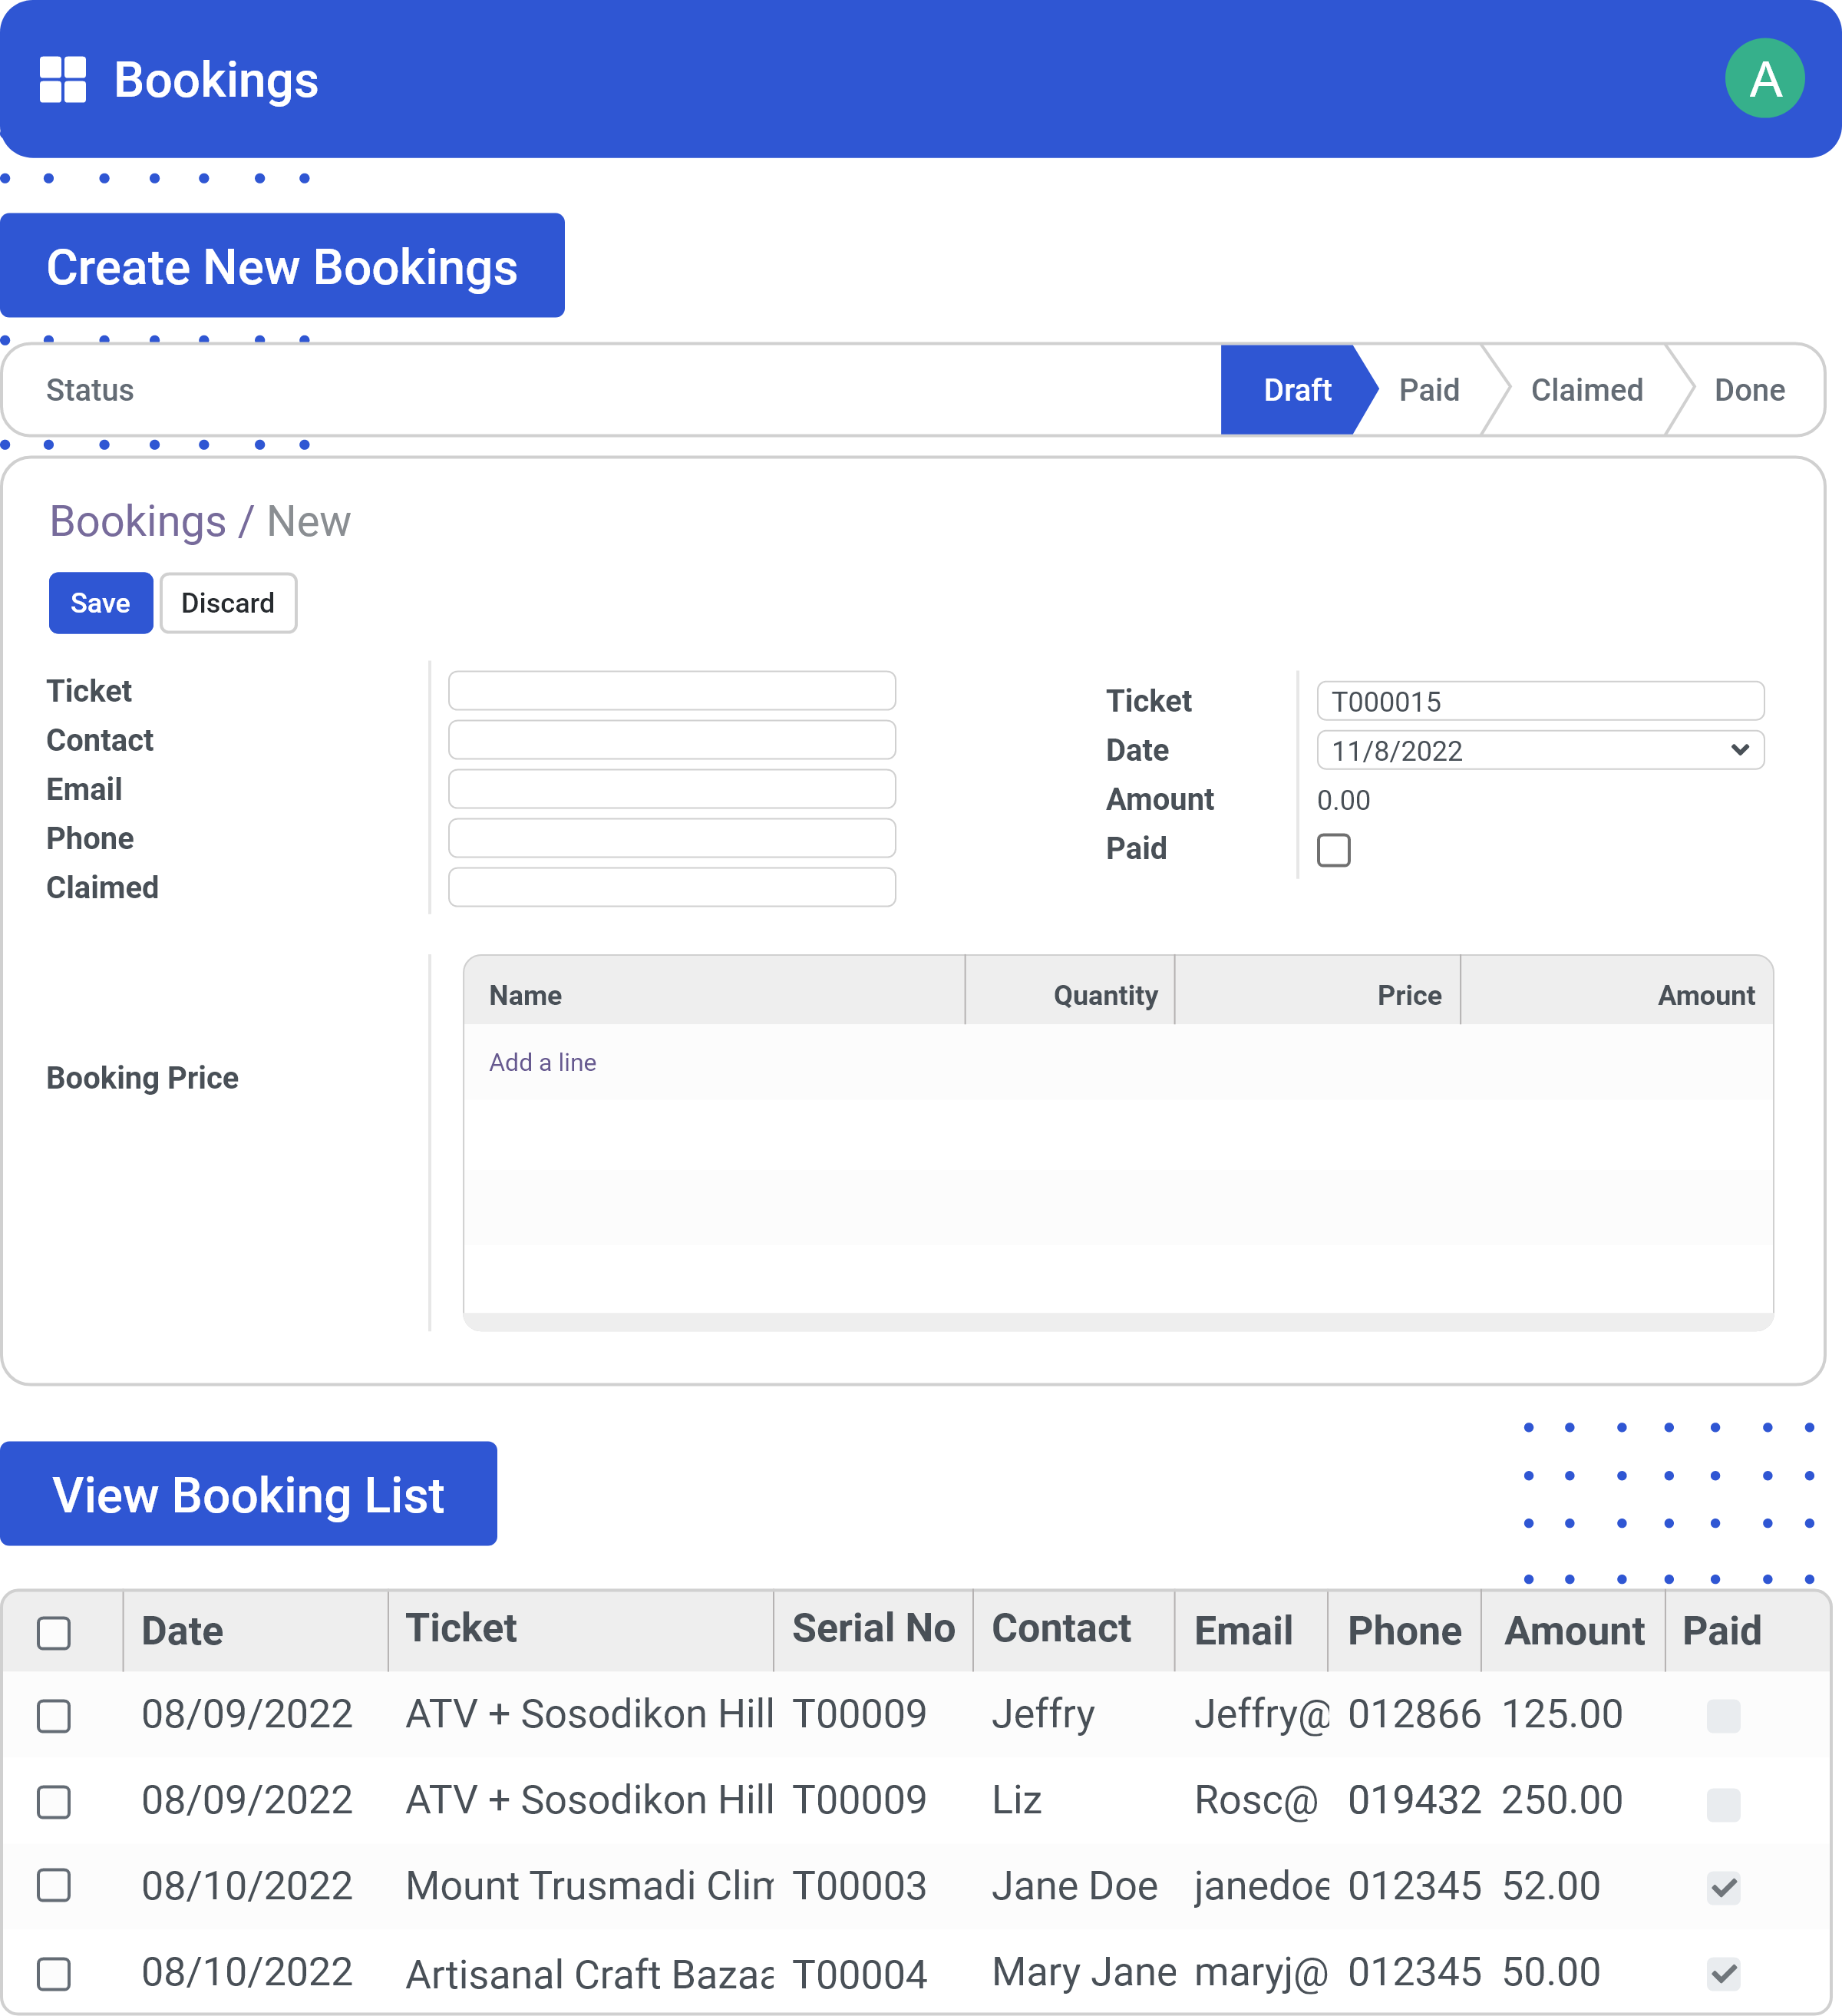 Bookings
A
Create New Bookings
Status Draft Paid Claimed Done
Bookings / New
Save Discard
Ticket
Contact
Email
Phone
Claimed
Ticket T000015
Date 11/8/2022
Amount 0.00
Paid
Booking Price
Name Quantity Price Amount
Add a line
View Booking List
Date Ticket Serial No Contact Email Phone Amount Paid
08/09/2022 ATV + Sosodikon Hill T00009 Jeffry Jeffry@ 012866 125.00
08/09/2022 ATV + Sosodikon Hill T00009 Liz Rosc@ 019432 250.00
08/10/2022 Mount Trusmadi Clim T00003 Jane Doe janedoe 012345 52.00
08/10/2022 Artisanal Craft Bazaa T00004 Mary Jane maryj@ 012345 50.00